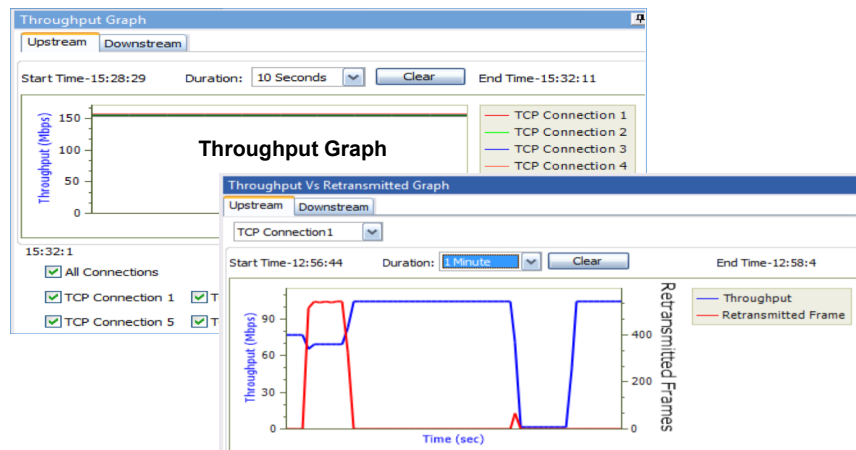 Throughput Graph
Upstream Downstream
Start Time-15:28:29 Duration: 10 Seconds Clear End Time-15:32:11
150
100
50
0
Throughput (Mbps)
Throughput Graph
TCP Connection 1
TCP Connection 2
TCP Connection 3
TCP Connection 4
15:32:1
All Connections
TCP Connection 1 T
TCP Connection 5 T
Throughput Vs Retransmitted Graph
Upstream Downstream
TCP Connection1
Start Time-12:56:44 Duration: 1 Minute Clear End Time-12:58:4
90
60
30
0
Throughput (Mbps)
Time (sec)
400
200
0
Retransmitted Frames
Throughput
Retransmitted Frame